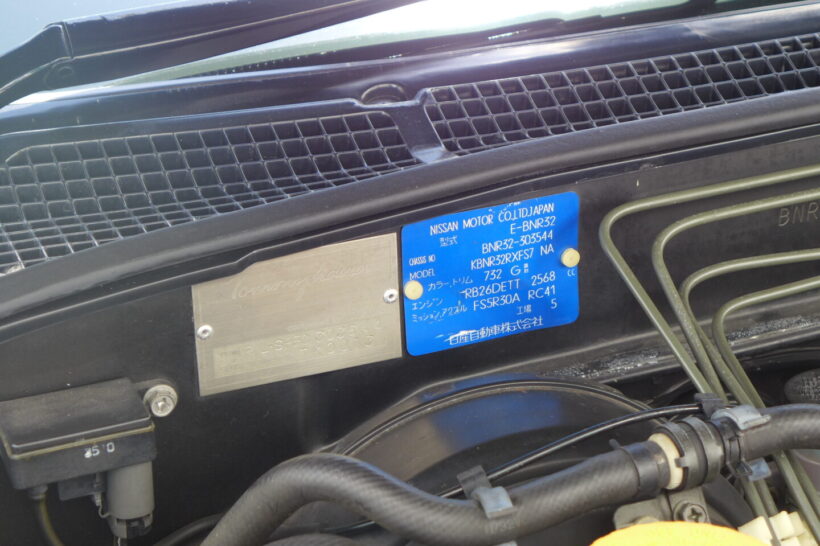 NISSAN MOTOR CO.,LTD.JAPAN
型式 E-BNR32
CHASSIS NO BNR32-303544
MODEL KBNR32RXFS7 NA
カラー,トリム 732 G
エンジン RB26DETT 2568 CC
ミッション,アクスル FS5R30A RC41
工場 5
日産自動車株式会社
BNR